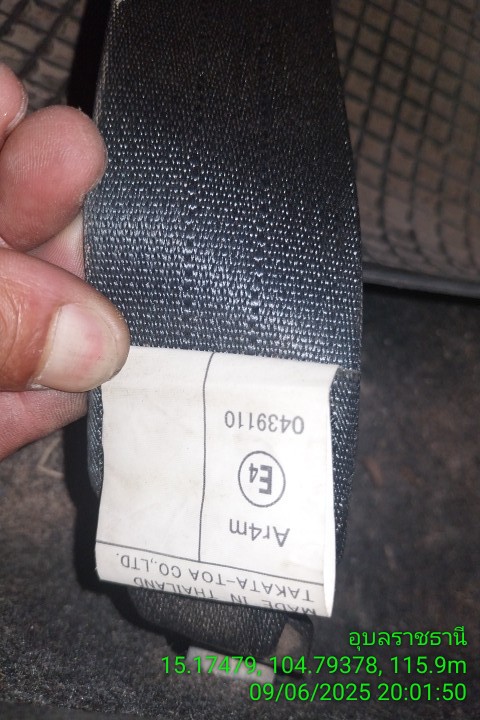 MADE IN THAILAND
TAKATA-TOA CO.,LTD.
Ar4m
E4
0439110
อุบลราชธานี
15.17479, 104.79378, 115.9m
09/06/2025 20:01:50